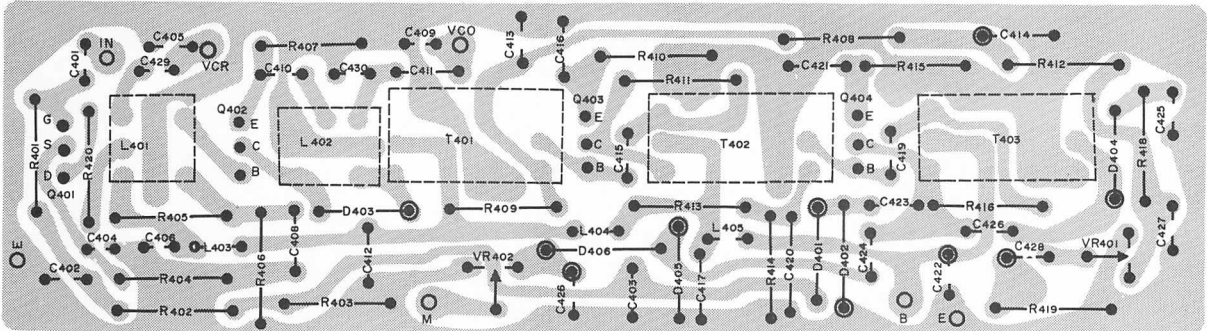 IN
C401
C405
C429
VCR
R407
C410
C430
C409
VCO
C411
C413
C416
R410
R411
R408
C421
R415
C414
R412
C425
G
S
D
Q401
R401
R420
L401
Q402
E
C
B
L402
T401
Q403
E
C
B
C415
T402
Q404
E
C
B
C419
T403
D404
R418
R405
D403
R409
R413
C423
R416
C427
C404
C406
L403
R406
C408
C412
L404
D406
L405
D405
C417
R414
C420
D401
D402
C424
C426
C422
C428
VR401
E
C402
R404
R402
R403
VR402
M
C426
C403
B
E
R419